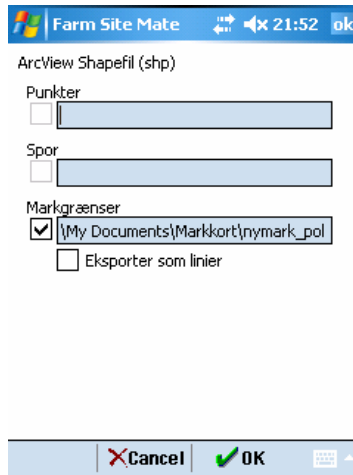 Farm Site Mate 21:52 ok
ArcView Shapefil (shp)
Punkter
Spor
Markgrænser
\My Documents\Markkort\nymark_pol
Eksporter som linier
Cancel OK